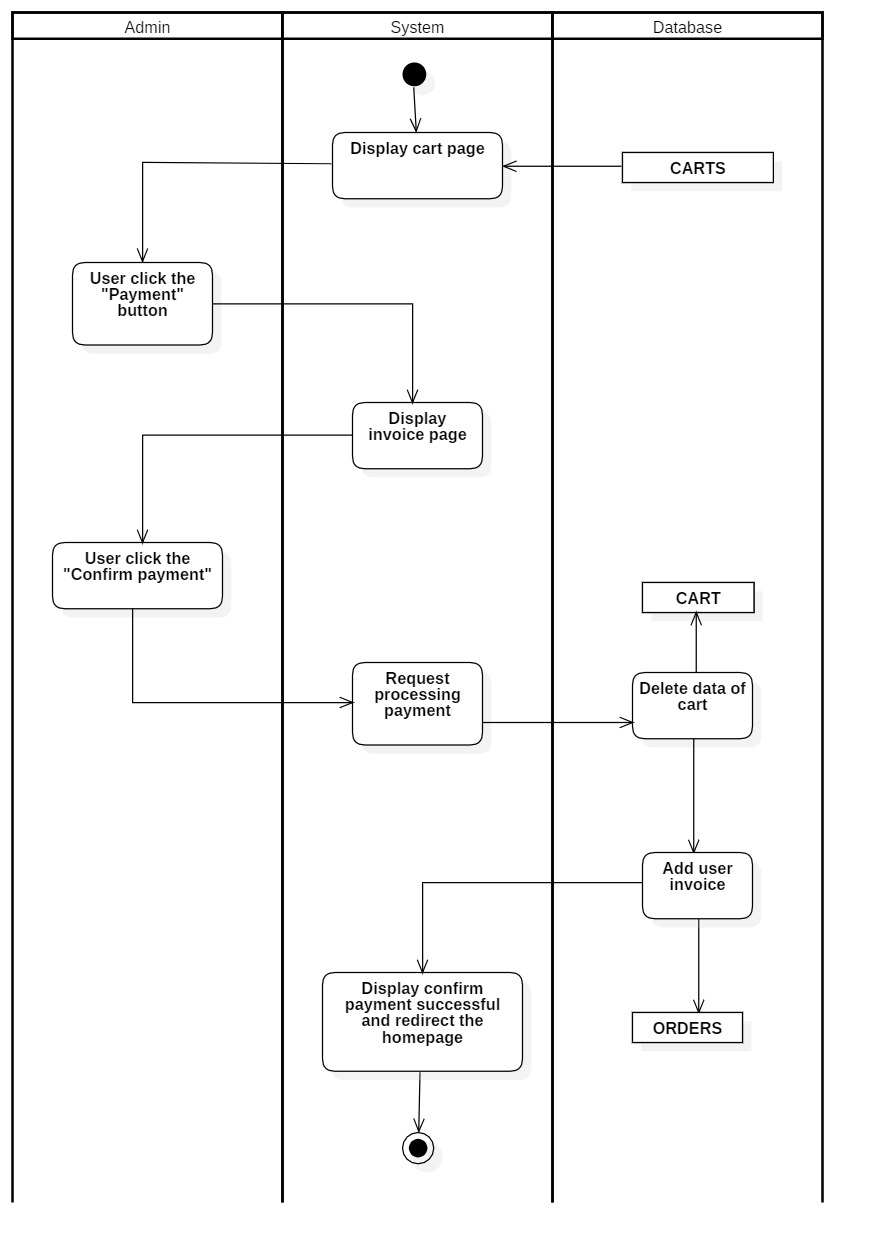 Admin
System
Database
Display cart page
CARTS
User click the
"Payment"
button
Display
invoice page
User click the
"Confirm payment"
CART
Request
processing
payment
Delete data of
cart
Add user
invoice
Display confirm
payment successful
and redirect the
homepage
ORDERS